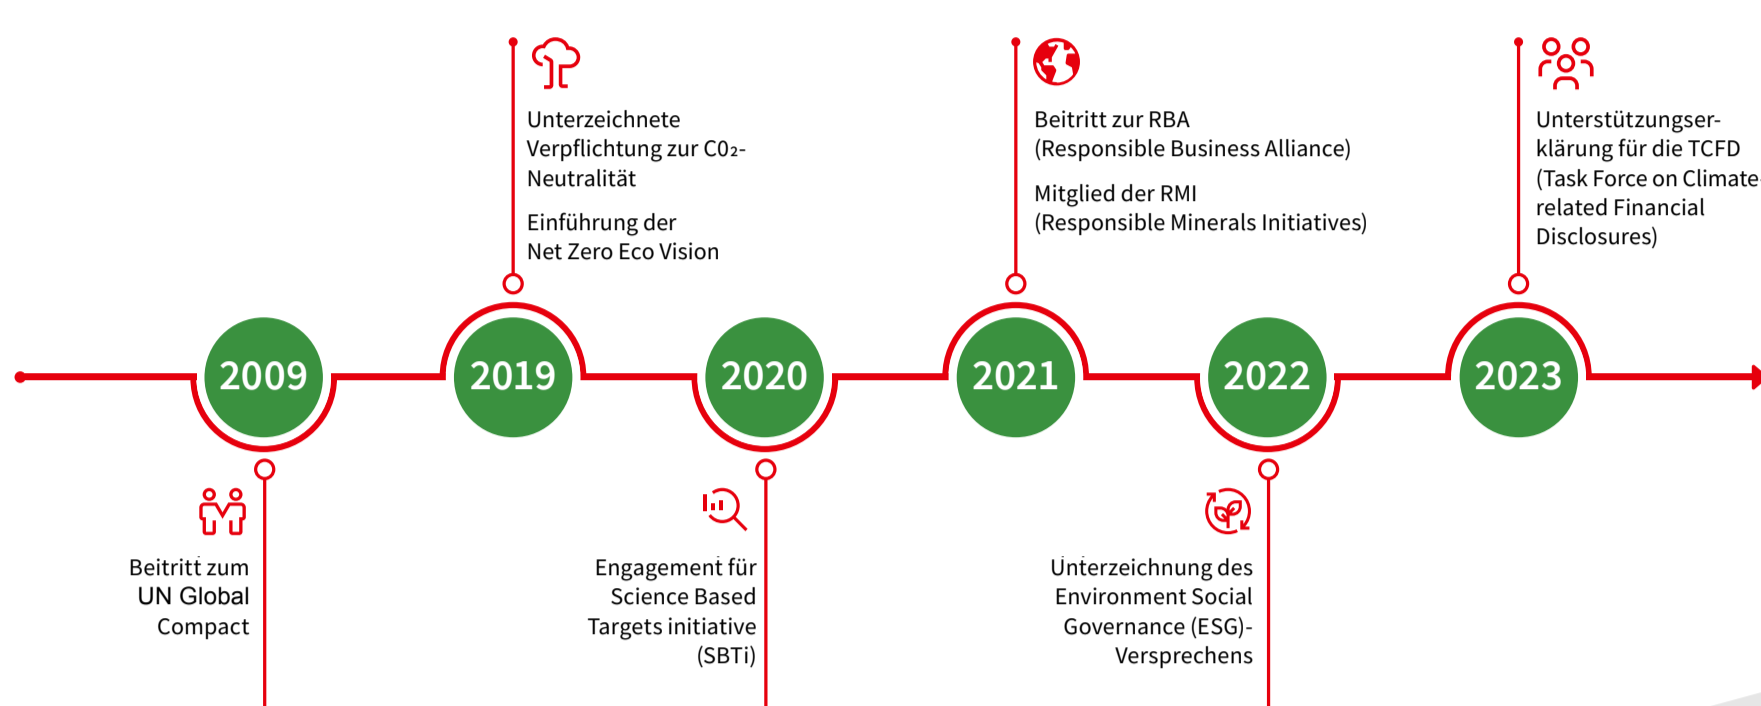 Unterzeichnete
Verpflichtung zur C0₂-
Neutralität
Einführung der
Net Zero Eco Vision
Beitritt zur RBA
(Responsible Business Alliance)
Mitglied der RMI
(Responsible Minerals Initiatives)
Unterstützungser-
klärung für die TCFD
(Task Force on Climate-
related Financial
Disclosures)
2009
2019
2020
2021
2022
2023
Beitritt zum
UN Global
Compact
Engagement für
Science Based
Targets initiative
(SBTi)
Unterzeichnung des
Environment Social
Governance (ESG)-
Versprechens